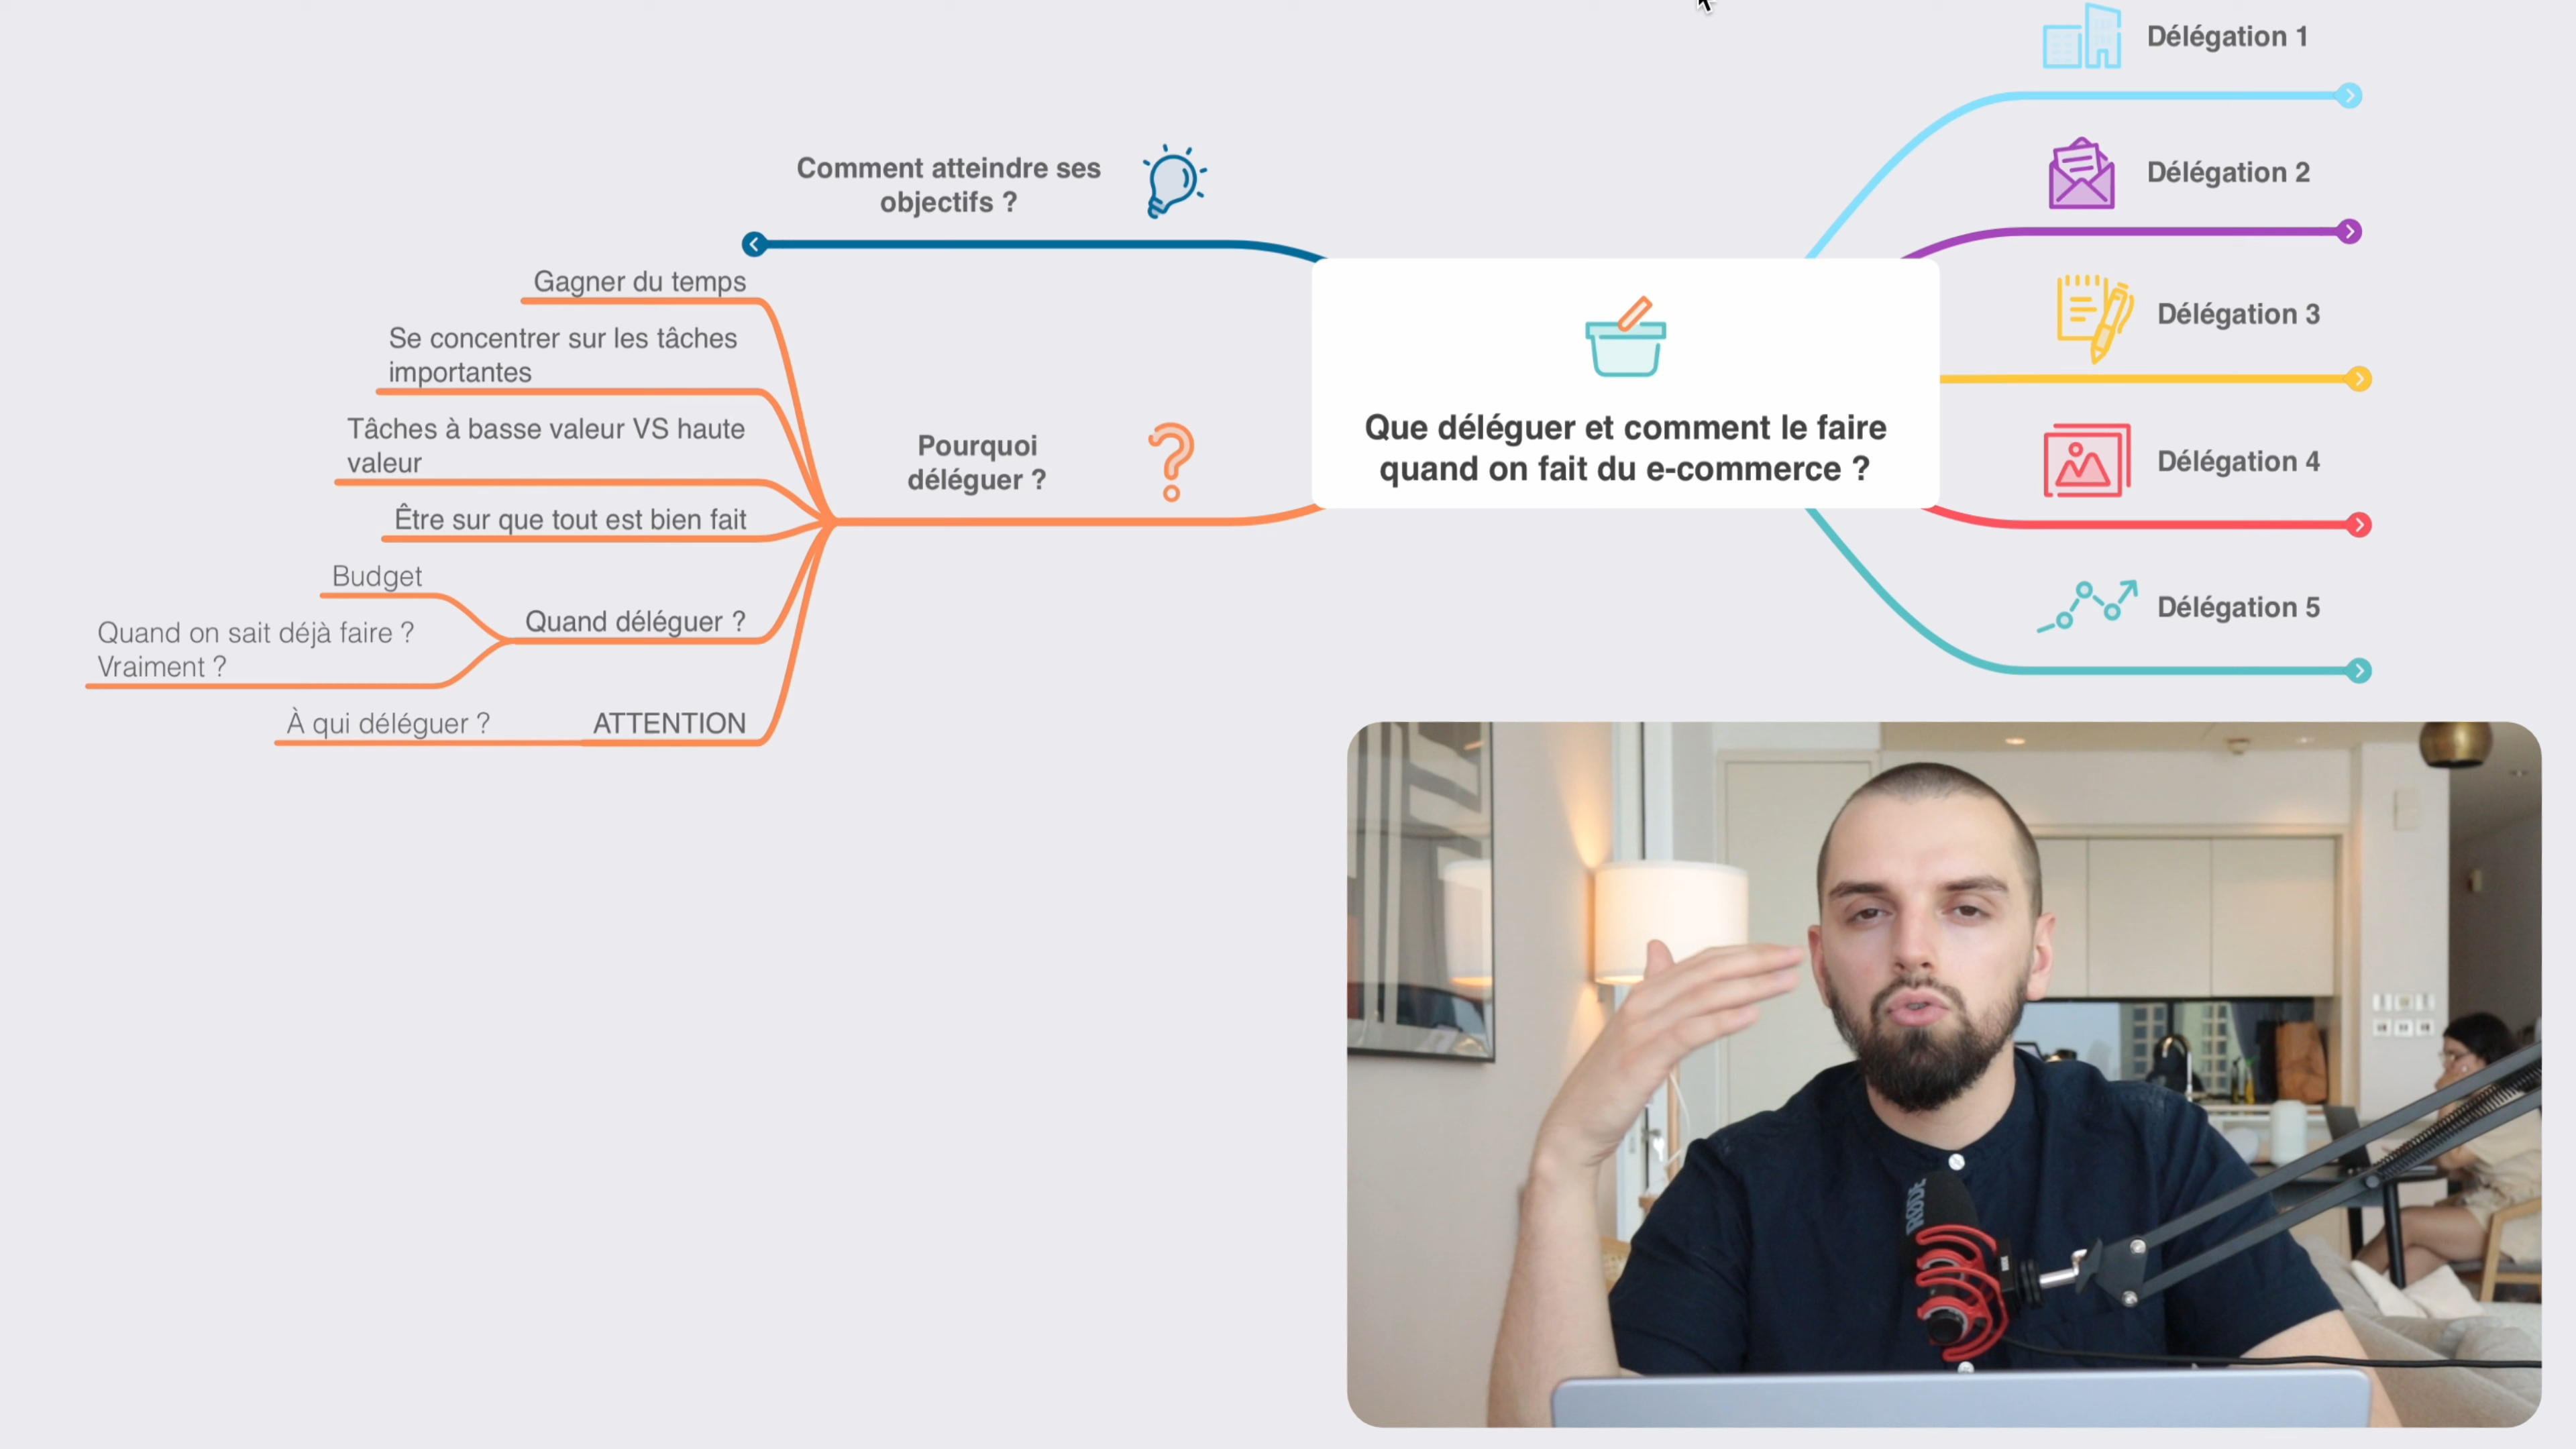 Comment atteindre ses
objectifs ?
Gagner du temps
Se concentrer sur les tâches
importantes
Tâches à basse valeur VS haute
valeur
Pourquoi
déléguer ?
Être sur que tout est bien fait
Budget
Quand déléguer ?
Quand on sait déjà faire ?
Vraiment ?
À qui déléguer ?
ATTENTION
Que déléguer et comment le faire
quand on fait du e-commerce ?
Délégation 1
Délégation 2
Délégation 3
Délégation 4
Délégation 5
RØDE